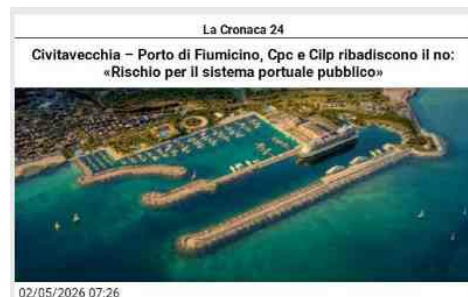 La Cronaca 24
Civitavecchia – Porto di Fiumicino, Cpc e Cilp ribadiscono il no:
«Rischio per il sistema portuale pubblico»
02/05/2026 07:26